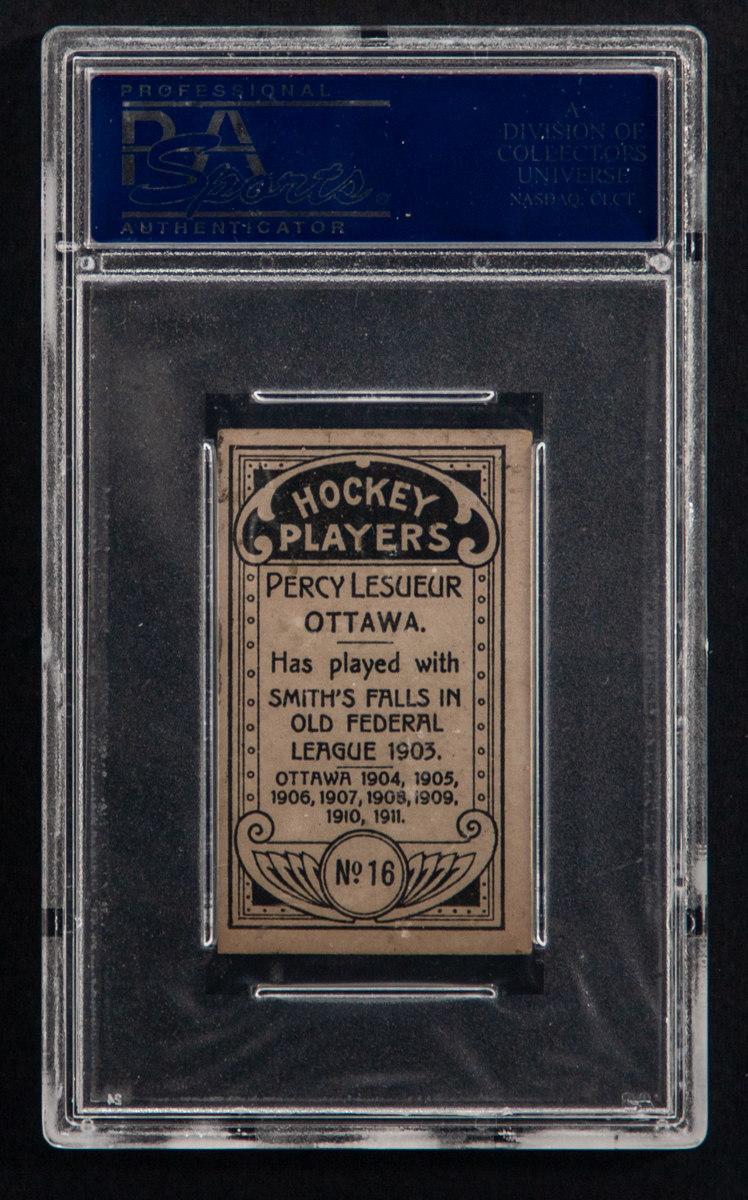 PROFESSIONAL
PSA
Sports
AUTHENTICATOR
A
DIVISION OF
COLLECTORS
UNIVERSE
NASDAQ: CLCT
HOCKEY
PLAYERS
PERCY LESUEUR
OTTAWA.
Has played with
SMITH'S FALLS IN
OLD FEDERAL
LEAGUE 1903.
OTTAWA 1904, 1905,
1906, 1907, 1908, 1909,
1910, 1911.
Nº 16
24